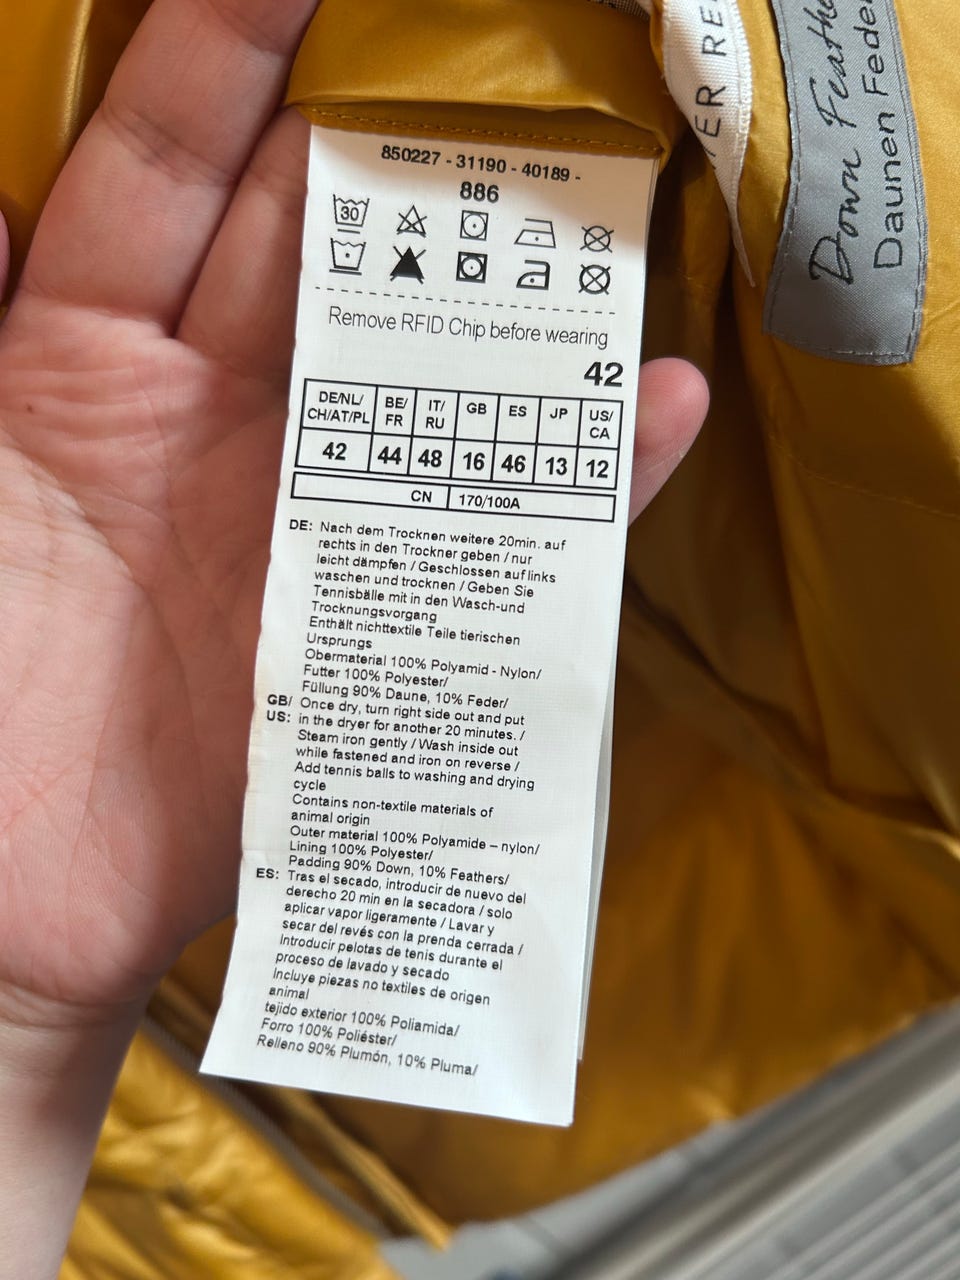 850227 - 31190 - 40189 -
886
30
Remove RFID Chip before wearing
42
DE/NL/ CH/AT/PL BE/ FR IT/ RU GB ES JP US/ CA
42 44 48 16 46 13 12
CN 170/100A
DE: Nach dem Trocknen weitere 20min. auf
rechts in den Trockner geben / nur
leicht dämpfen / Geschlossen auf links
waschen und trocknen / Geben Sie
Tennisbälle mit in den Wasch-und
Trocknungsvorgang
Enthält nichttextile Teile tierischen
Ursprungs
Obermaterial 100% Polyamid - Nylon/
Futter 100% Polyester/
Füllung 90% Daune, 10% Feder/
GB/ US: Once dry, turn right side out and put
in the dryer for another 20 minutes. /
Steam iron gently / Wash inside out
while fastened and iron on reverse /
Add tennis balls to washing and drying
cycle
Contains non-textile materials of
animal origin
Outer material 100% Polyamide – nylon/
Lining 100% Polyester/
Padding 90% Down, 10% Feathers/
ES: Tras el secado, introducir de nuevo del
derecho 20 min en la secadora / solo
aplicar vapor ligeramente / Lavar y
secar del revés con la prenda cerrada /
Introducir pelotas de tenis durante el
proceso de lavado y secado
Incluye piezas no textiles de origen
animal
tejido exterior 100% Poliamida/
Forro 100% Poliéster/
Relleno 90% Plumón, 10% Pluma/
Down
Daunen